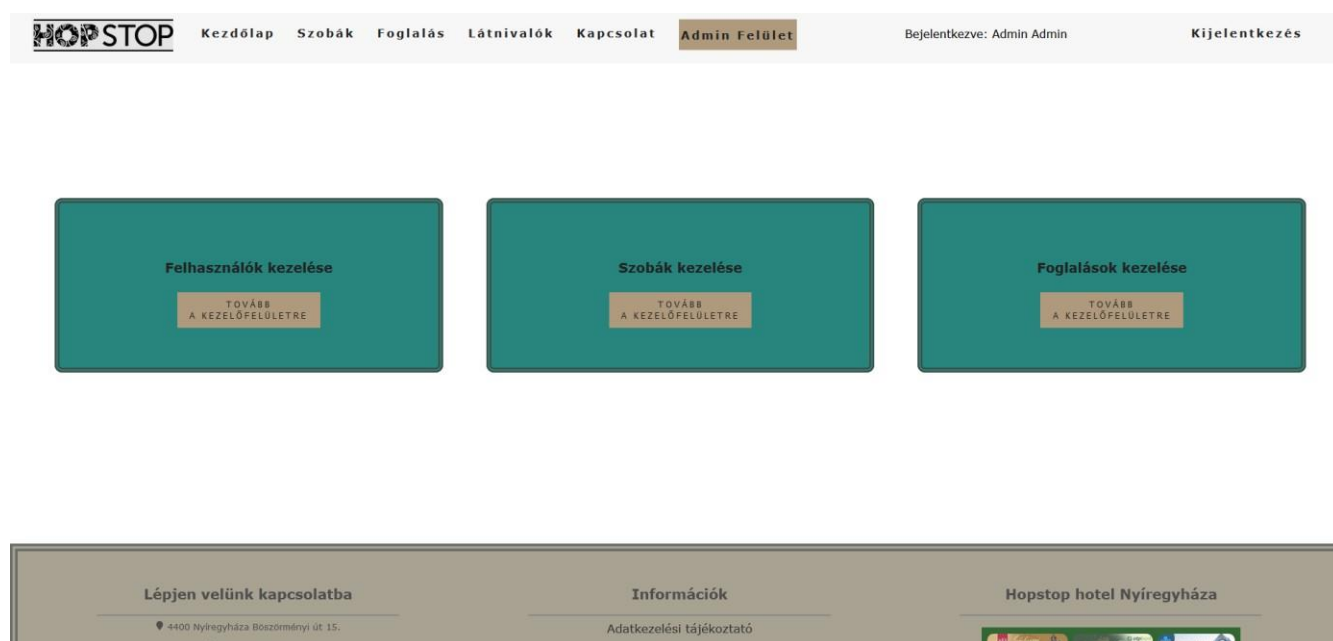 HOPSTOP
Kezdőlap Szobák Foglalás Látnivalók Kapcsolat Admin Felület Bejelentkezve: Admin Admin Kijelentkezés
Felhasználók kezelése
TOVÁBB
A KEZELŐFELÜLETRE
Szobák kezelése
TOVÁBB
A KEZELŐFELÜLETRE
Foglalások kezelése
TOVÁBB
A KEZELŐFELÜLETRE
Lépjen velünk kapcsolatba
4400 Nyíregyháza Böszörményi út 15.
Információk
Adatkezelési tájékoztató
Hopstop hotel Nyíregyháza